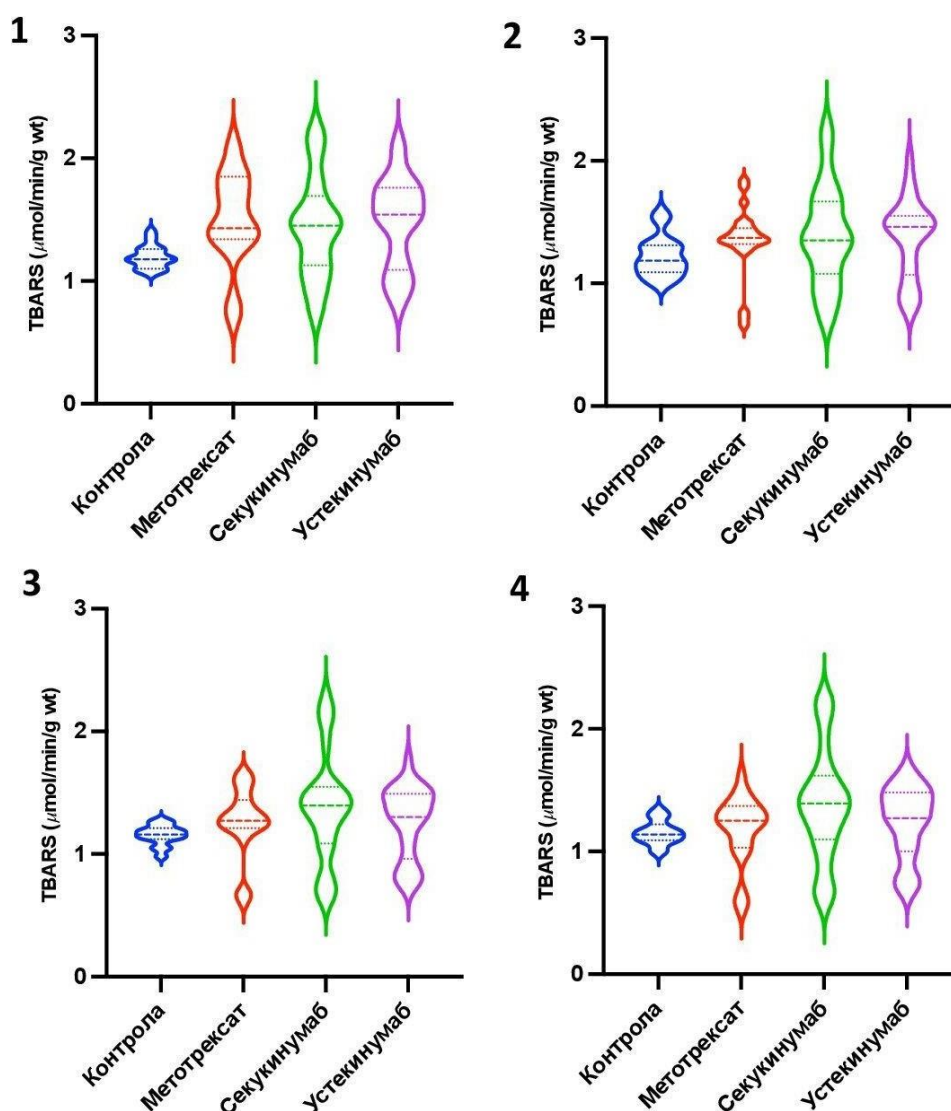 1
TBARS (μmol/min/g wt)
3
2
1
0
Контрола
Метотрексат
Секукинумаб
Устекинумаб
2
TBARS (μmol/min/g wt)
3
2
1
0
Контрола
Метотрексат
Секукинумаб
Устекинумаб
3
TBARS (μmol/min/g wt)
3
2
1
0
Контрола
Метотрексат
Секукинумаб
Устекинумаб
4
TBARS (μmol/min/g wt)
3
2
1
0
Контрола
Метотрексат
Секукинумаб
Устекинумаб